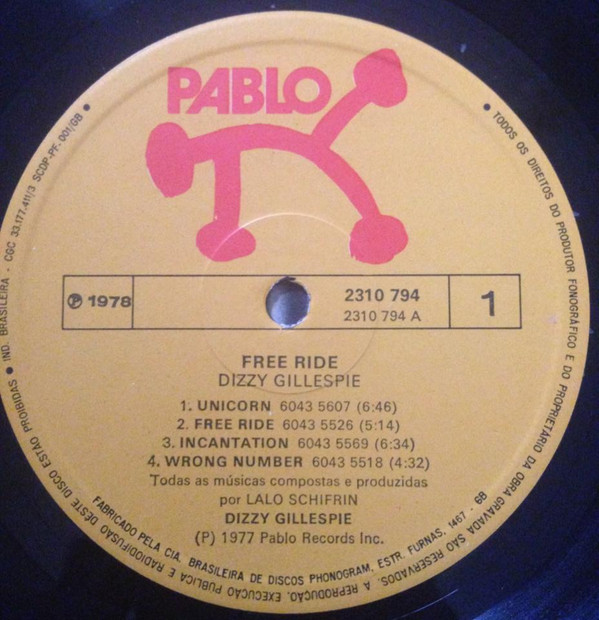 PABLO
℗ 1978
2310 794
2310 794 A
1
FREE RIDE
DIZZY GILLESPIE
1. UNICORN 6043 5607 (6:46)
2. FREE RIDE 6043 5526 (5:14)
3. INCANTATION 6043 5569 (6:34)
4. WRONG NUMBER 6043 5518 (4:32)
Todas as músicas compostas e produzidas
por LALO SCHIFRIN
DIZZY GILLESPIE
(P) 1977 Pablo Records Inc.
• TODOS OS DIREITOS DO PRODUTOR FONOGRÁFICO E DO PROPRIETÁRIO DA OBRA GRAVADA SÃO RESERVADOS. A REPRODUÇÃO, EXECUÇÃO PÚBLICA E RADIODIFUSÃO DESTE DISCO ESTÃO PROIBIDAS • IND. BRASILEIRA - CGC 33.177.411/3 SCDP-PF-001/GB •
FABRICADO PELA CIA. BRASILEIRA DE DISCOS PHONOGRAM, ESTR. FURNAS, 1467 - GB